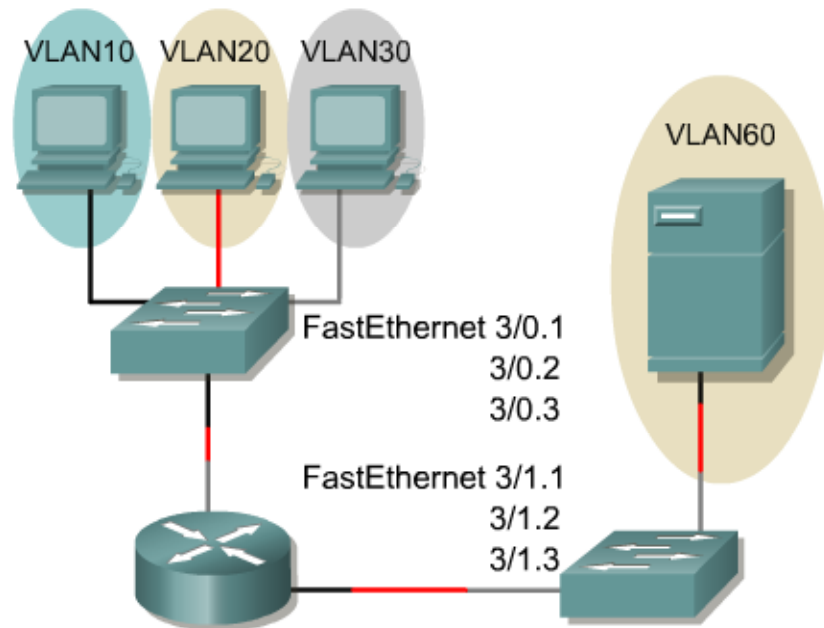 VLAN10
VLAN20
VLAN30
VLAN60
FastEthernet 3/0.1
3/0.2
3/0.3
FastEthernet 3/1.1
3/1.2
3/1.3